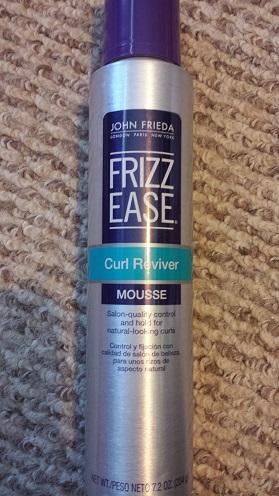 JOHN FRIEDA
LONDON PARIS NEW YORK
FRIZZ
EASE®
Curl Reviver
MOUSSE
Salon-quality control
and hold for
natural-looking curls
Control y fijación con
calidad de salón de belleza,
para unos rizos de
aspecto natural
NET WT./PESO NETO 7.2 OZ. (204 g)